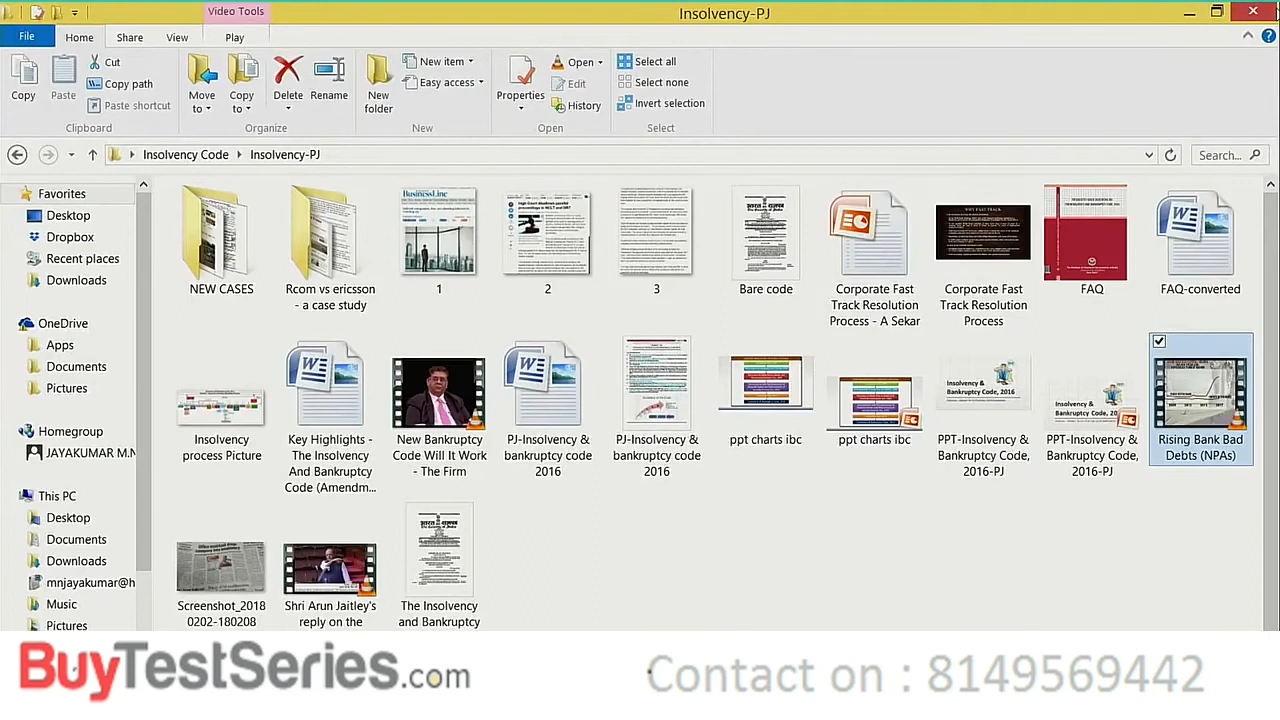 Video Tools
Insolvency-PJ
File Home Share View Play
Cut
Copy path
Paste shortcut
Copy Paste
Clipboard
Move to
Copy to
Delete
Rename
Organize
New folder
New item
Easy access
New
Properties
Open
Edit
History
Open
Select all
Select none
Invert selection
Select
Insolvency Code Insolvency-PJ
Search...
Favorites
Desktop
Dropbox
Recent places
Downloads
OneDrive
Apps
Documents
Pictures
Homegroup
JAYAKUMAR M.N
This PC
Desktop
Documents
Downloads
mnjayakumar@h
Music
Pictures
NEW CASES
Rcom vs ericsson
- a case study
1
2
3
Bare code
Corporate Fast
Track Resolution
Process - A Sekar
Corporate Fast
Track Resolution
Process
FAQ
FAQ-converted
Insolvency
process Picture
Key Highlights -
The Insolvency
And Bankruptcy
Code (Amendm...
New Bankruptcy
Code Will It Work
- The Firm
PJ-Insolvency &
bankruptcy code
2016
PJ-Insolvency &
bankruptcy code
2016
ppt charts ibc
ppt charts ibc
Insolvency &
Bankruptcy Code, 2016
PPT-Insolvency &
Bankruptcy Code,
2016-PJ
Insolvency &
Bankruptcy Code, 2016
PPT-Insolvency &
Bankruptcy Code,
2016-PJ
Rising Bank Bad
Debts (NPAs)
Screenshot_2018
0202-180208
Shri Arun Jaitley's
reply on the
The Insolvency
and Bankruptcy
BuyTestSeries.com
Contact on : 8149569442